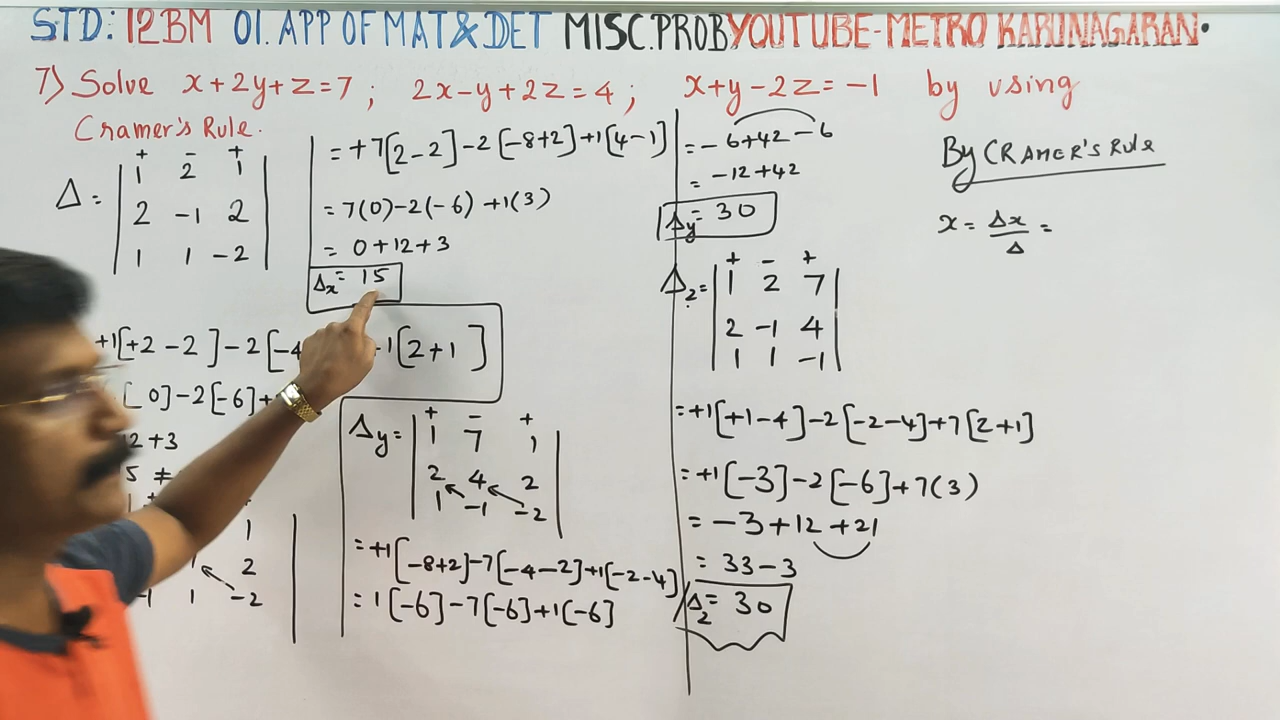 STD: 12BM 01. APP OF MAT & DET MISC. PROB YOUTUBE-METRO KARUNAGARAN.
7) Solve x+2y+z=7 ; 2x-y+2z=4 ; x+y-2z=-1 by using
Cramer's Rule.
+ - +
Δ = | 1 2 1 |
| 2 -1 2 |
| 1 1 -2 |
+1[+2-2]-2[-4 +1[2+1]
[0]-2[-6]+
12+3
5 ≠
1
2
1 -2
= +7[2-2]-2[-8+2]+1[4-1]
= 7(0)-2(-6)+1(3)
= 0+12+3
Δx = 15
+ - +
Δy = | 1 7 1 |
| 2 4 2 |
| 1 -1 -2 |
= +1[-8+2]-7[-4-2]+1[-2-4]
= 1[-6]-7[-6]+1[-6]
= -6+42-6
= -12+42
Δy = 30
+ - +
Δz = | 1 2 7 |
| 2 -1 4 |
| 1 1 -1 |
= +1[+1-4]-2[-2-4]+7[2+1]
= +1[-3]-2[-6]+7(3)
= -3+12+21
= 33-3
Δz = 30
By CRAMER'S RULE
x = Δx/Δ =